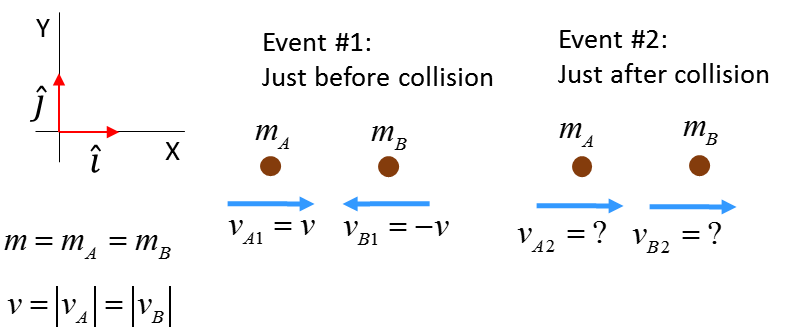 Y
ĵ
î
X
m = m_A = m_B
v = |v_A| = |v_B|
Event #1:
Just before collision
m_A m_B
v_A1 = v v_B1 = −v
Event #2:
Just after collision
m_A m_B
v_A2 = ? v_B2 = ?